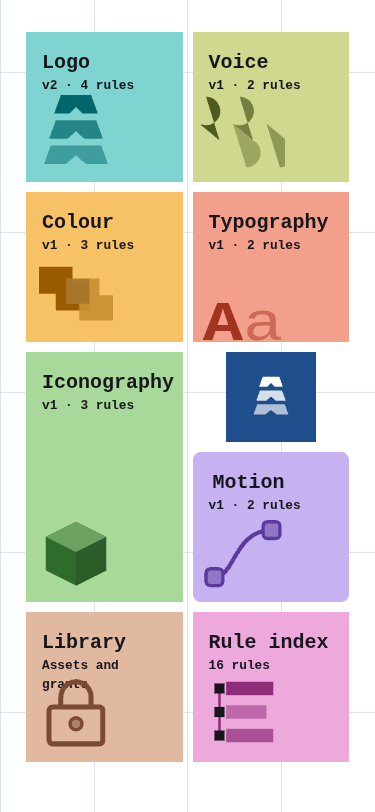 Logo
v2 · 4 rules
Voice
v1 · 2 rules
Colour
v1 · 3 rules
Typography
v1 · 2 rules
Aa
Iconography
v1 · 3 rules
Motion
v1 · 2 rules
Library
Assets and
grants
Rule index
16 rules